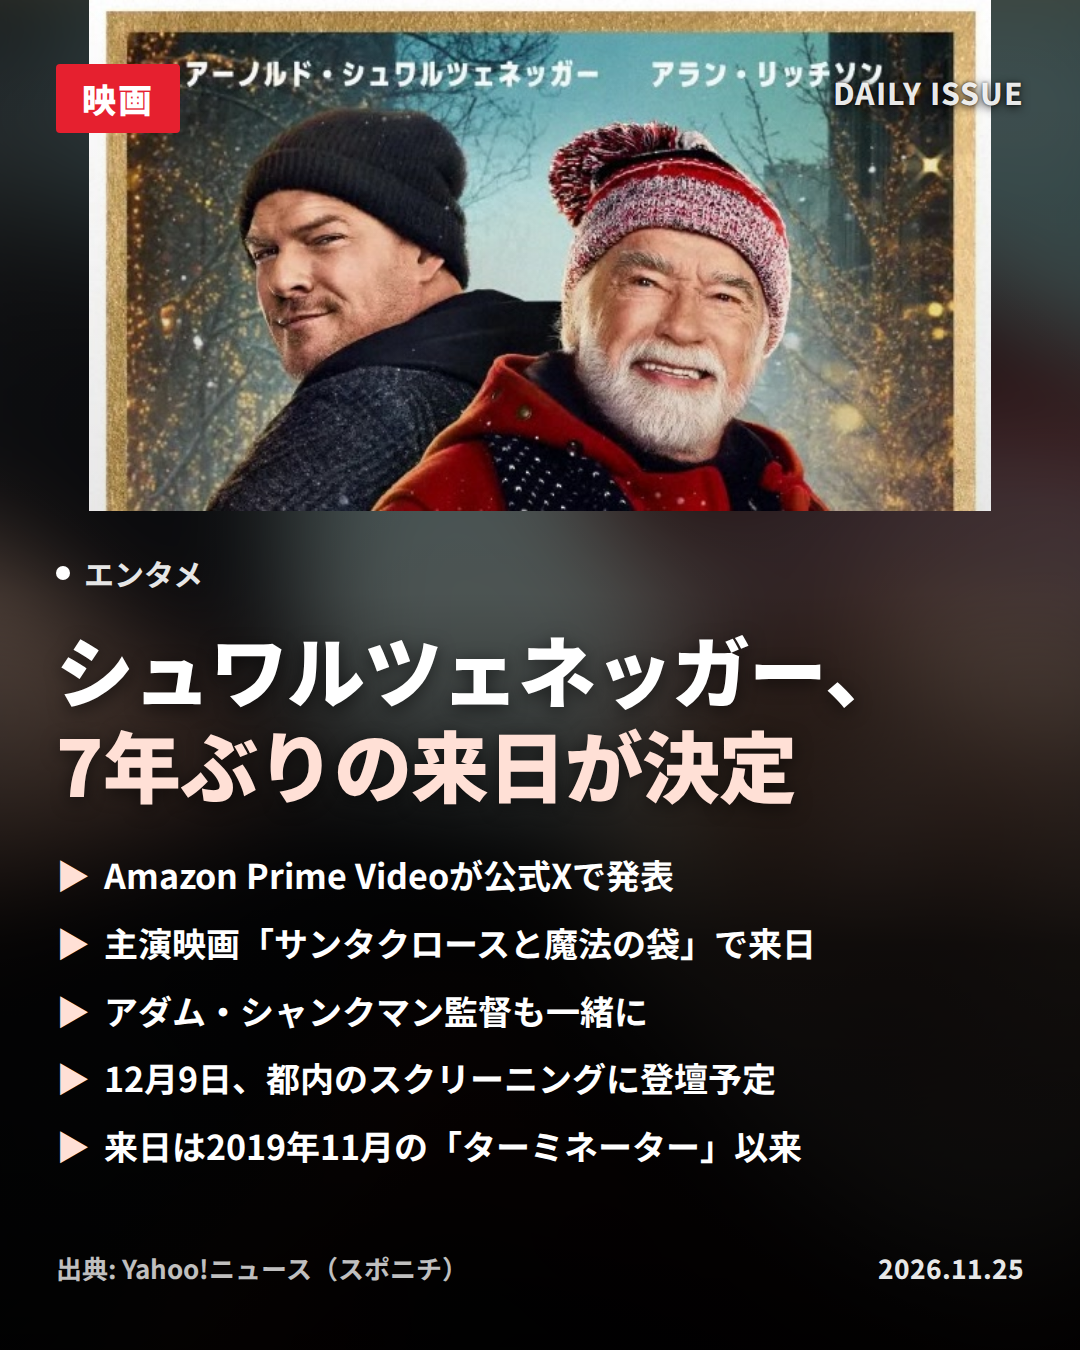 アーノルド・シュワルツェネッガー アラン・リッチソン
映画
DAILY ISSUE
エンタメ
シュワルツェネッガー、
7年ぶりの来日が決定
▶ Amazon Prime Videoが公式Xで発表
▶ 主演映画「サンタクロースと魔法の袋」で来日
▶ アダム・シャンクマン監督も一緒に
▶ 12月9日、都内のスクリーニングに登壇予定
▶ 来日は2019年11月の「ターミネーター」以来
出典: Yahoo!ニュース（スポニチ）
2026.11.25